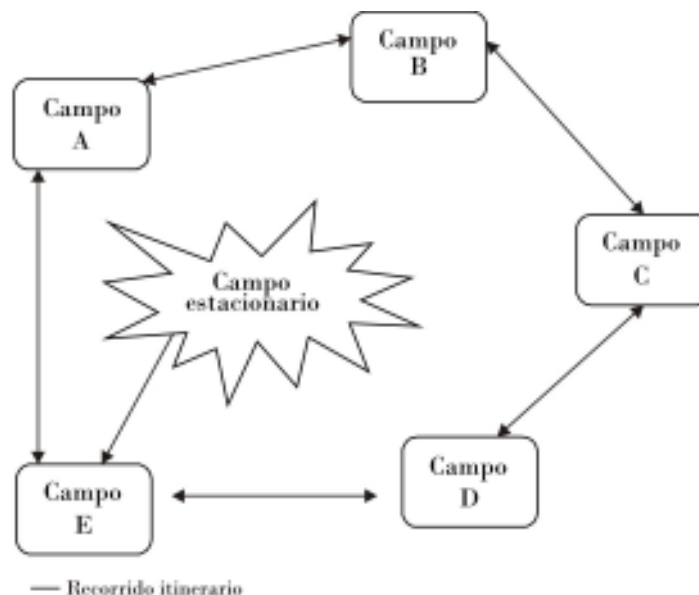 Campo
B
Campo
A
Campo
C
Campo
estacionario
Campo
D
Campo
E
Recorrido itinerario